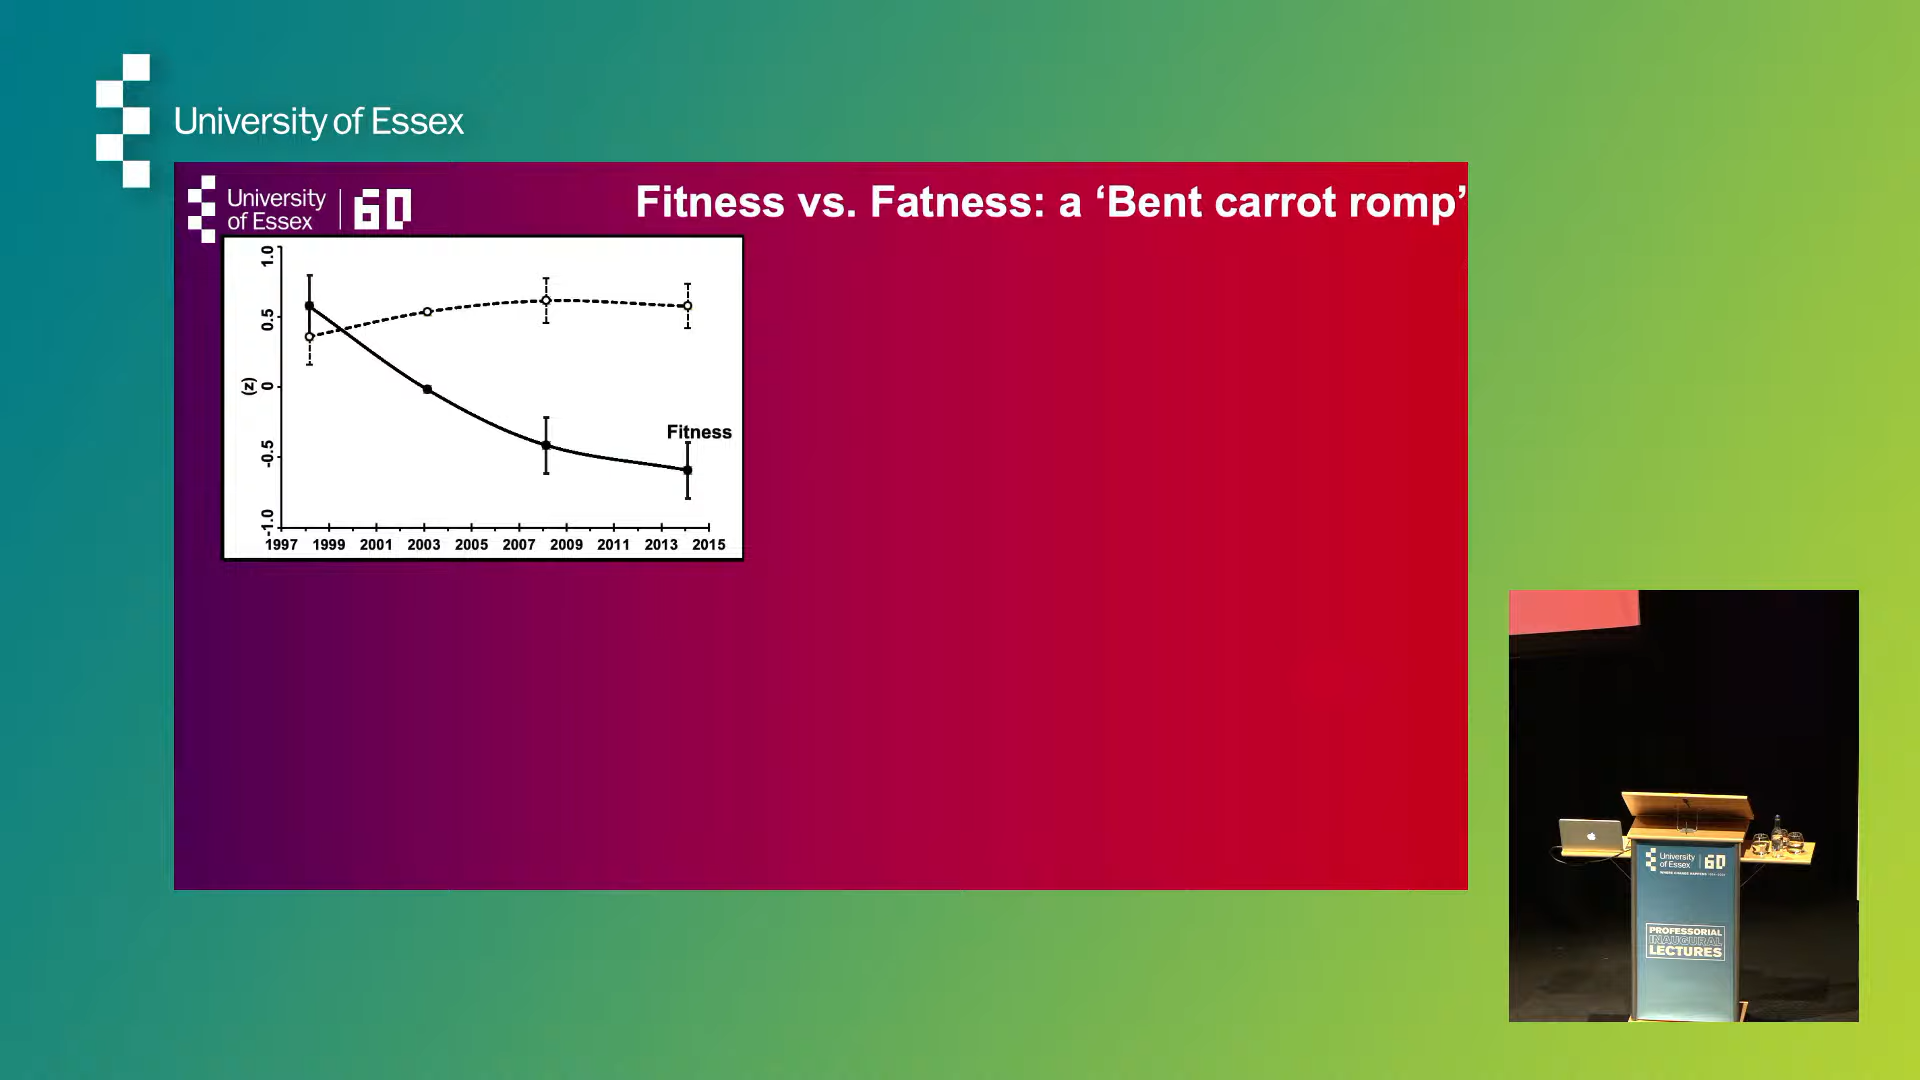 University of Essex
University
of Essex
60
Fitness vs. Fatness: a ‘Bent carrot romp’
1.0
0.5
(z)
0
-0.5
-1.0
Fitness
1997 1999 2001 2003 2005 2007 2009 2011 2013 2015
University
of Essex
60
PROFESSORIAL
INAUGURAL
LECTURES